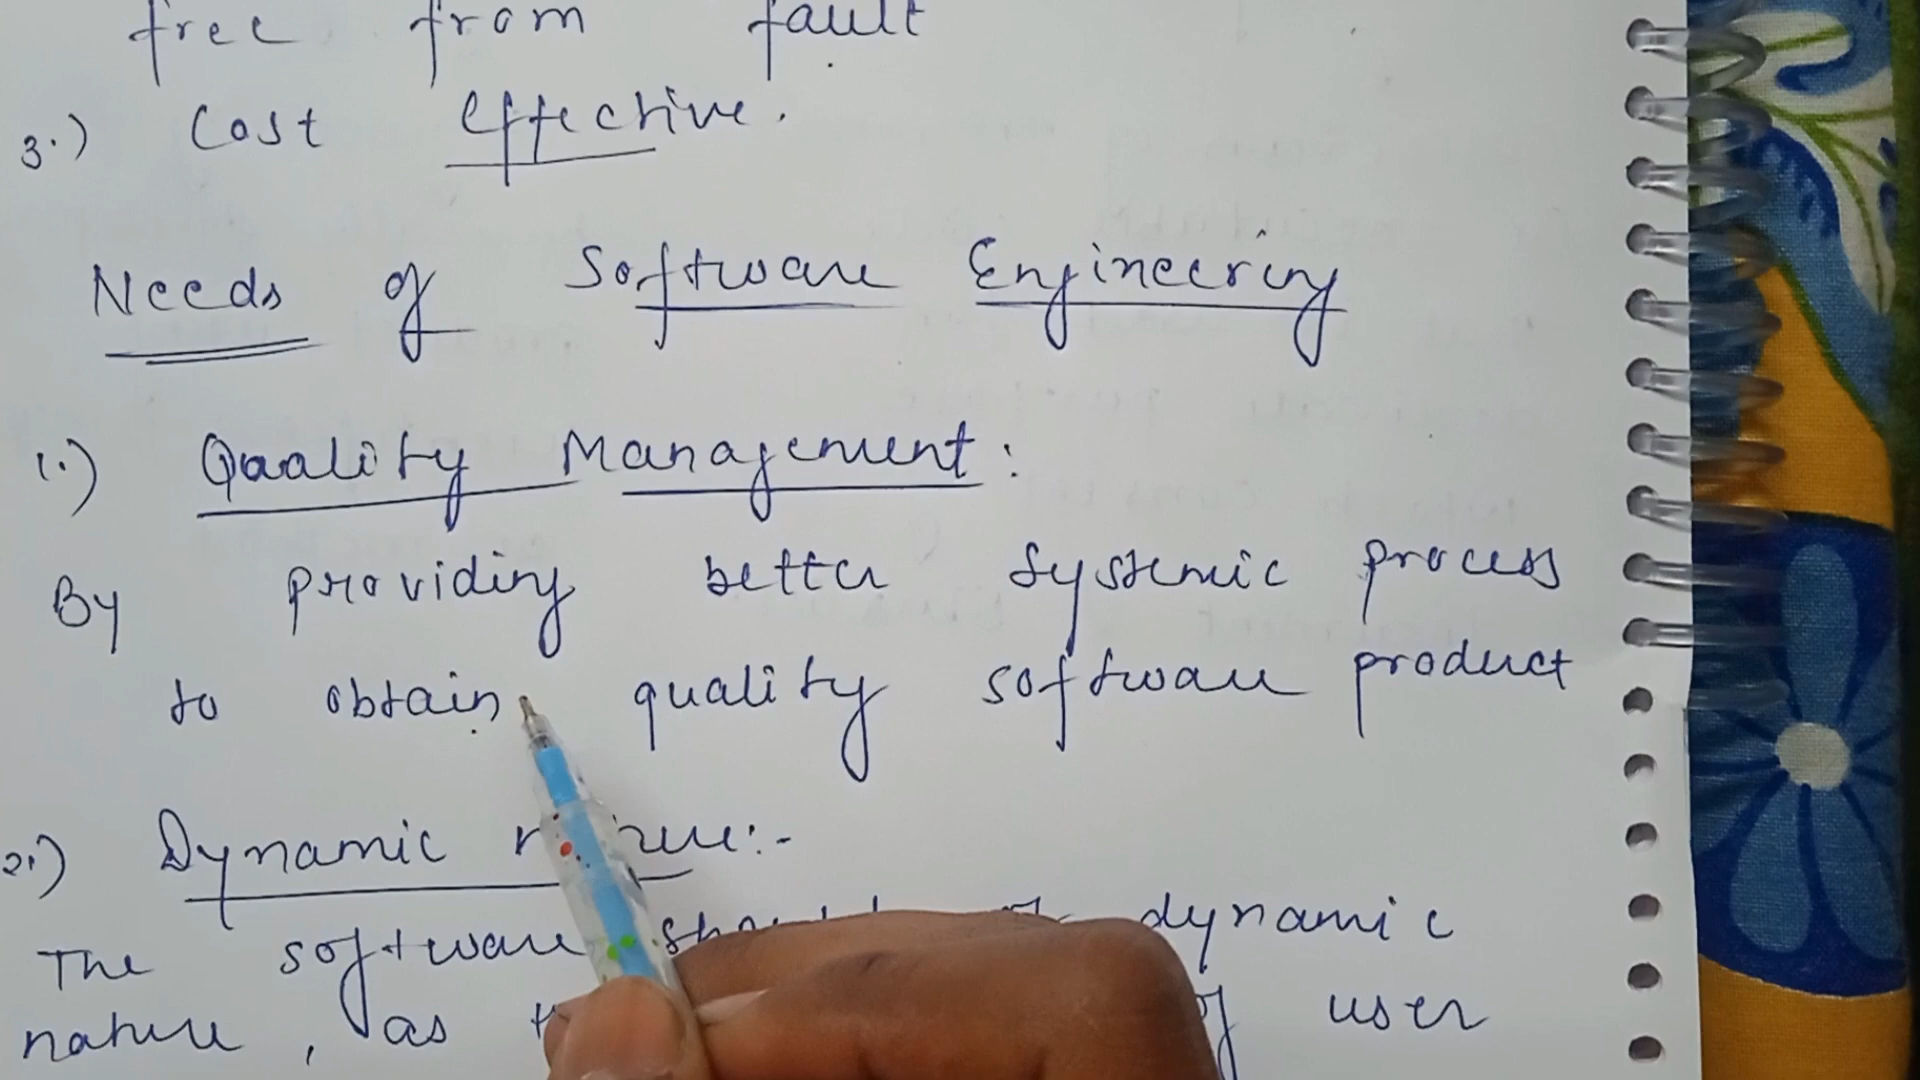 free from fault
3.) Cost effective.
Needs of Software Engineering
1.) Quality Management:
By providing better systemic process
to obtain quality software product
2.) Dynamic :-
The software dynamic
nature, as of user